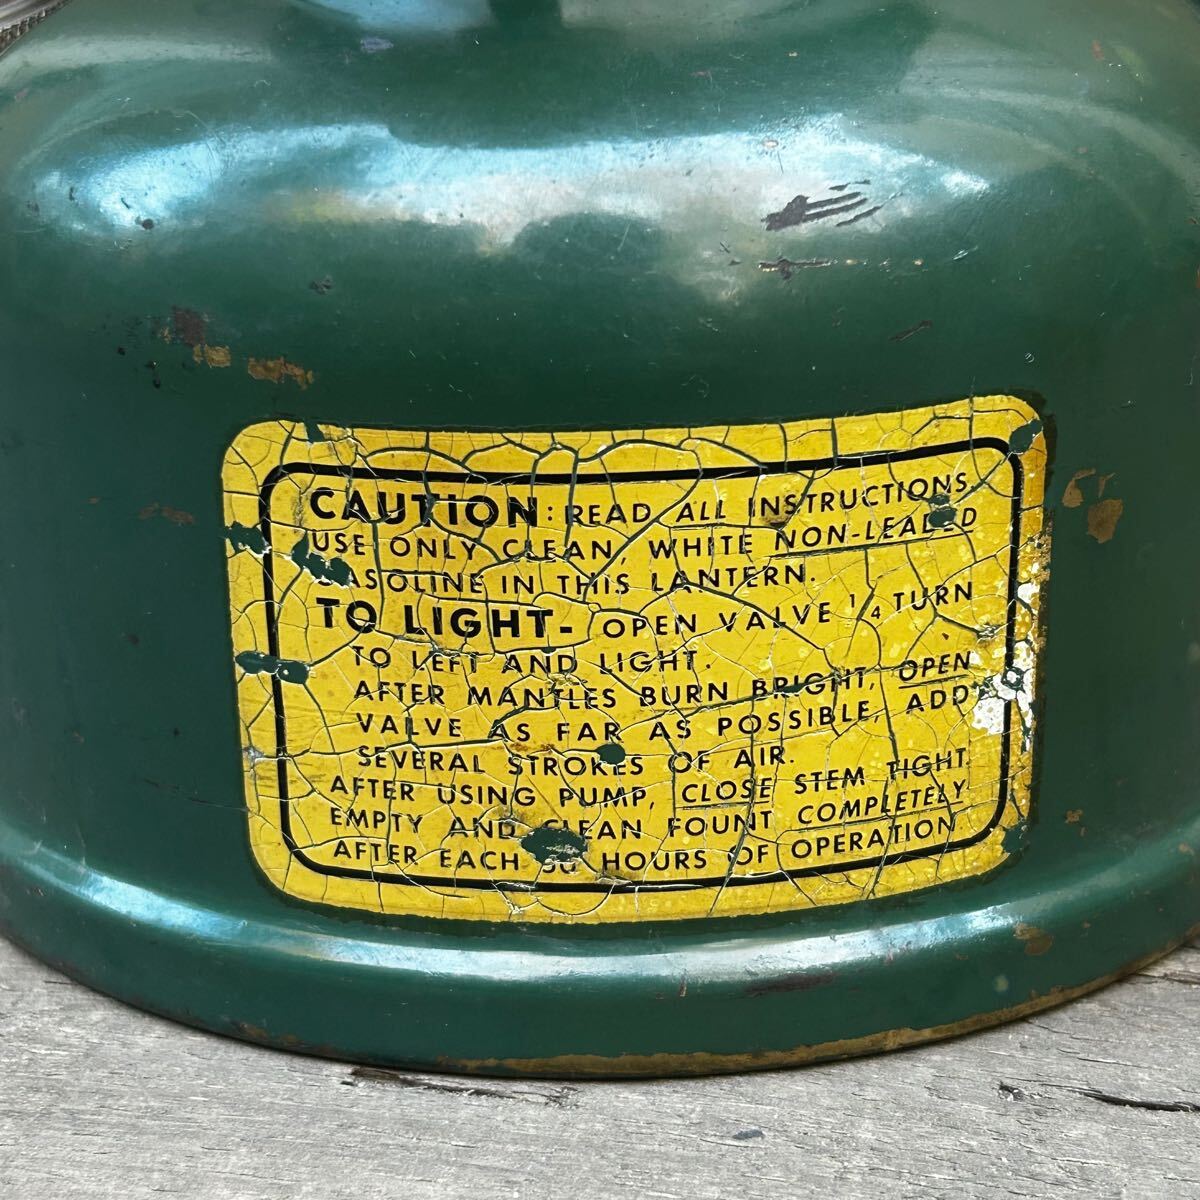 CAUTION: READ ALL INSTRUCTIONS.
USE ONLY CLEAN, WHITE NON-LEADED
GASOLINE IN THIS LANTERN.
TO LIGHT- OPEN VALVE 1/4 TURN
TO LEFT AND LIGHT.
AFTER MANTLES BURN BRIGHT, OPEN
VALVE AS FAR AS POSSIBLE, ADD
SEVERAL STROKES OF AIR.
AFTER USING PUMP, CLOSE STEM TIGHT.
EMPTY AND CLEAN FOUNT COMPLETELY
AFTER EACH HOURS OF OPERATION